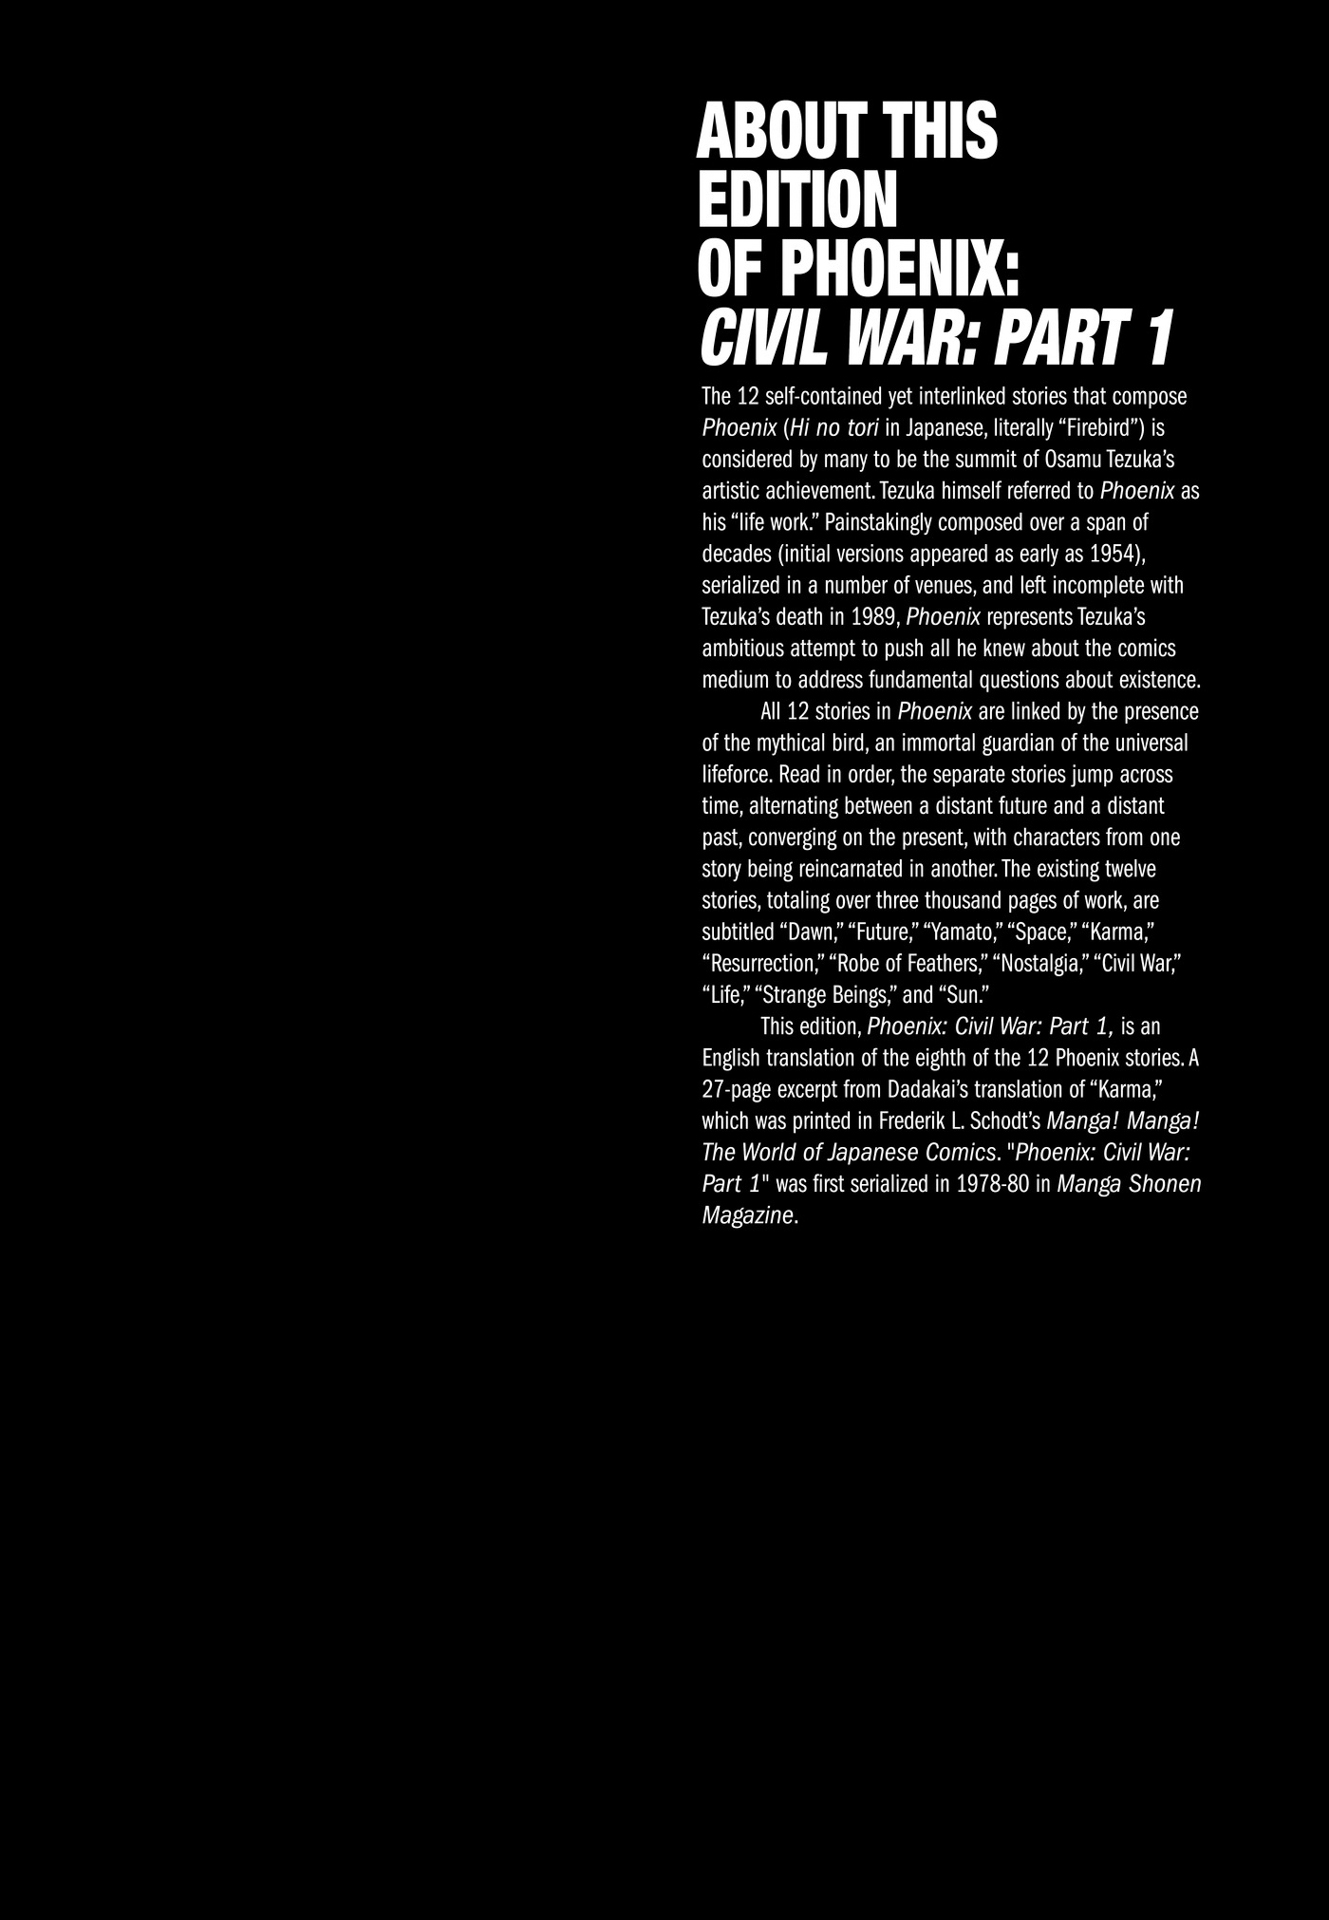 ABOUT THIS
EDITION
OF PHOENIX:
CIVIL WAR: PART 1
The 12 self-contained yet interlinked stories that compose
Phoenix (Hi no tori in Japanese, literally “Firebird”) is
considered by many to be the summit of Osamu Tezuka’s
artistic achievement. Tezuka himself referred to Phoenix as
his “life work.” Painstakingly composed over a span of
decades (initial versions appeared as early as 1954),
serialized in a number of venues, and left incomplete with
Tezuka’s death in 1989, Phoenix represents Tezuka’s
ambitious attempt to push all he knew about the comics
medium to address fundamental questions about existence.
All 12 stories in Phoenix are linked by the presence
of the mythical bird, an immortal guardian of the universal
lifeforce. Read in order, the separate stories jump across
time, alternating between a distant future and a distant
past, converging on the present, with characters from one
story being reincarnated in another. The existing twelve
stories, totaling over three thousand pages of work, are
subtitled “Dawn,” “Future,” “Yamato,” “Space,” “Karma,”
“Resurrection,” “Robe of Feathers,” “Nostalgia,” “Civil War,”
“Life,” “Strange Beings,” and “Sun.”
This edition, Phoenix: Civil War: Part 1, is an
English translation of the eighth of the 12 Phoenix stories. A
27-page excerpt from Dadakai’s translation of “Karma,”
which was printed in Frederik L. Schodt’s Manga! Manga!
The World of Japanese Comics. "Phoenix: Civil War:
Part 1" was first serialized in 1978-80 in Manga Shonen
Magazine.